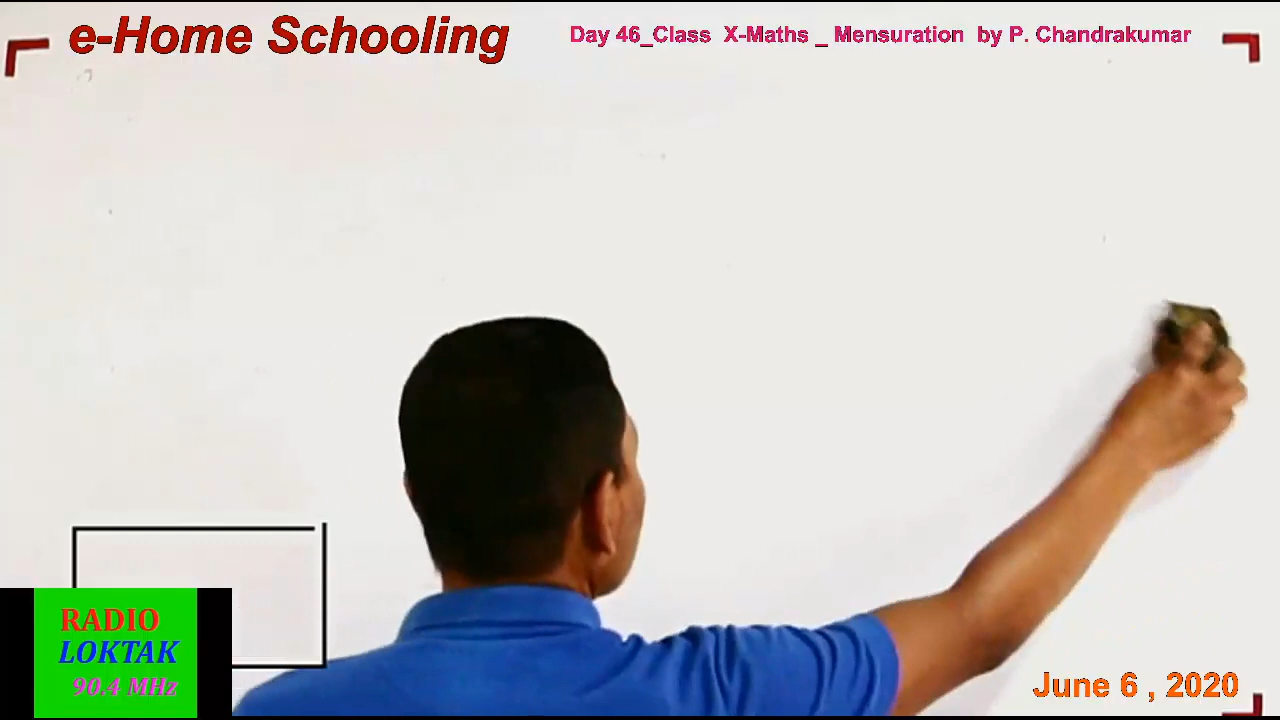 e-Home Schooling
Day 46_Class X-Maths _ Mensuration by P. Chandrakumar
RADIO
LOKTAK
90.4 MHz
June 6 , 2020